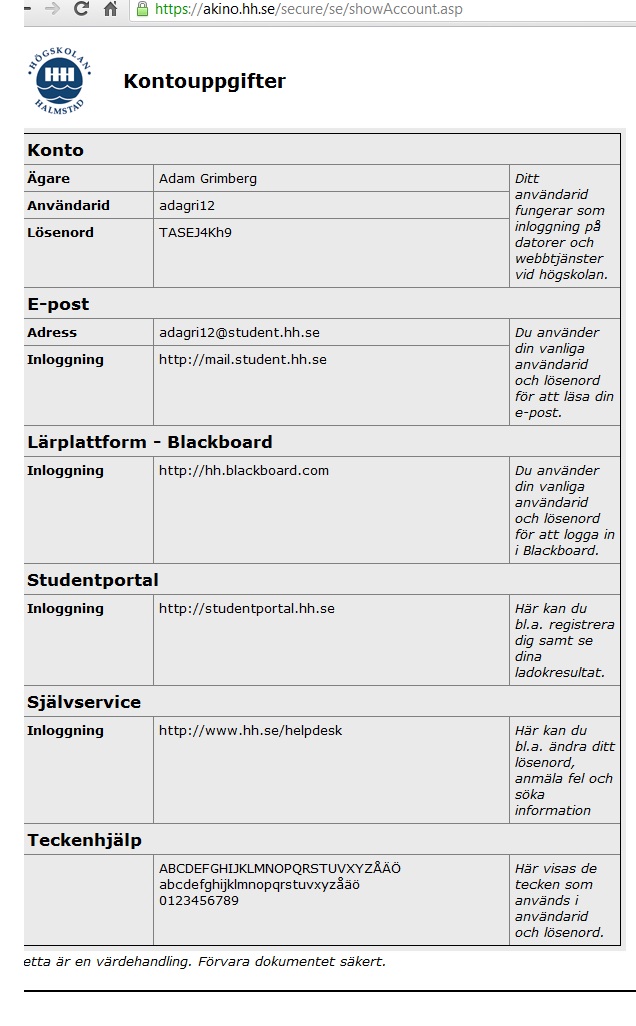 https://akino.hh.se/secure/se/showAccount.asp
HÖGSKOLAN
HALMSTAD
Kontouppgifter
Konto
Ägare
Adam Grimberg
Användarid
adagri12
Lösenord
TASEJ4Kh9
Ditt
användarid
fungerar som
inloggning på
datorer och
webbtjänster
vid högskolan.
E-post
Adress
adagri12@student.hh.se
Inloggning
http://mail.student.hh.se
Du använder
din vanliga
användarid
och lösenord
för att läsa din
e-post.
Lärplattform - Blackboard
Inloggning
http://hh.blackboard.com
Du använder
din vanliga
användarid
och lösenord
för att logga in
i Blackboard.
Studentportal
Inloggning
http://studentportal.hh.se
Här kan du
bl.a. registrera
dig samt se
dina
ladokresultat.
Självservice
Inloggning
http://www.hh.se/helpdesk
Här kan du
bl.a. ändra ditt
lösenord,
anmäla fel och
söka
information
Teckenhjälp
ABCDEFGHIJKLMNOPQRSTUVXYZÅÄÖ
abcdefghijklmnopqrstuvxyzåäö
0123456789
Här visas de
tecken som
används i
användarid
och lösenord.
etta är en värdehandling. Förvara dokumentet säkert.